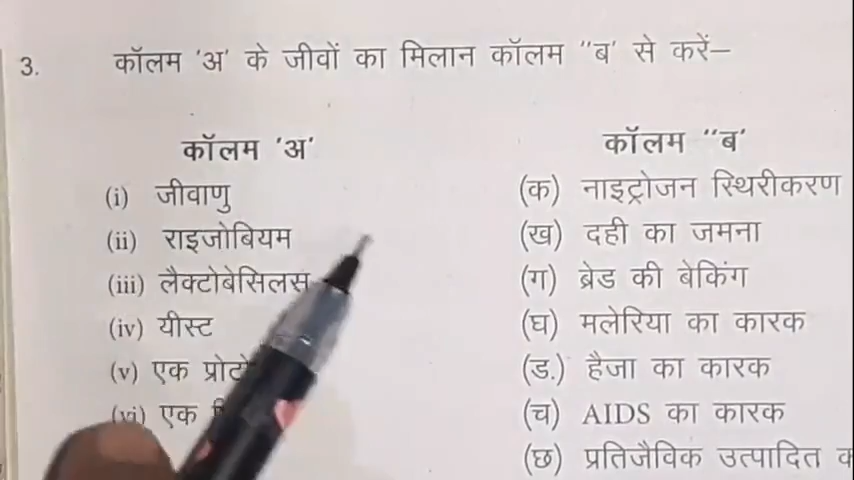 3. कॉलम 'अ' के जीवों का मिलान कॉलम "ब' से करें–
कॉलम 'अ' कॉलम "ब'
(i) जीवाणु (क) नाइट्रोजन स्थिरीकरण
(ii) राइजोबियम (ख) दही का जमना
(iii) लैक्टोबेसिलस (ग) ब्रेड की बेकिंग
(iv) यीस्ट (घ) मलेरिया का कारक
(v) एक (ड.) हैजा का कारक
(vi) एक (च) AIDS का कारक
(छ) प्रतिजैविक उत्पादित